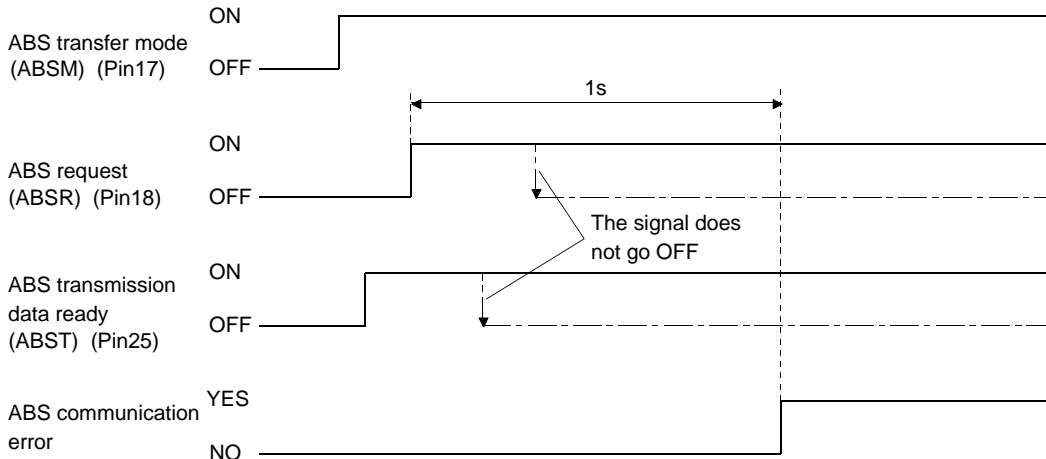 ON
ABS transfer mode
(ABSM) (Pin17)
OFF
1s
ON
ABS request
(ABSR) (Pin18)
OFF
The signal does
not go OFF
ON
ABS transmission
data ready
OFF
(ABST) (Pin25)
YES
ABS communication
error
NO